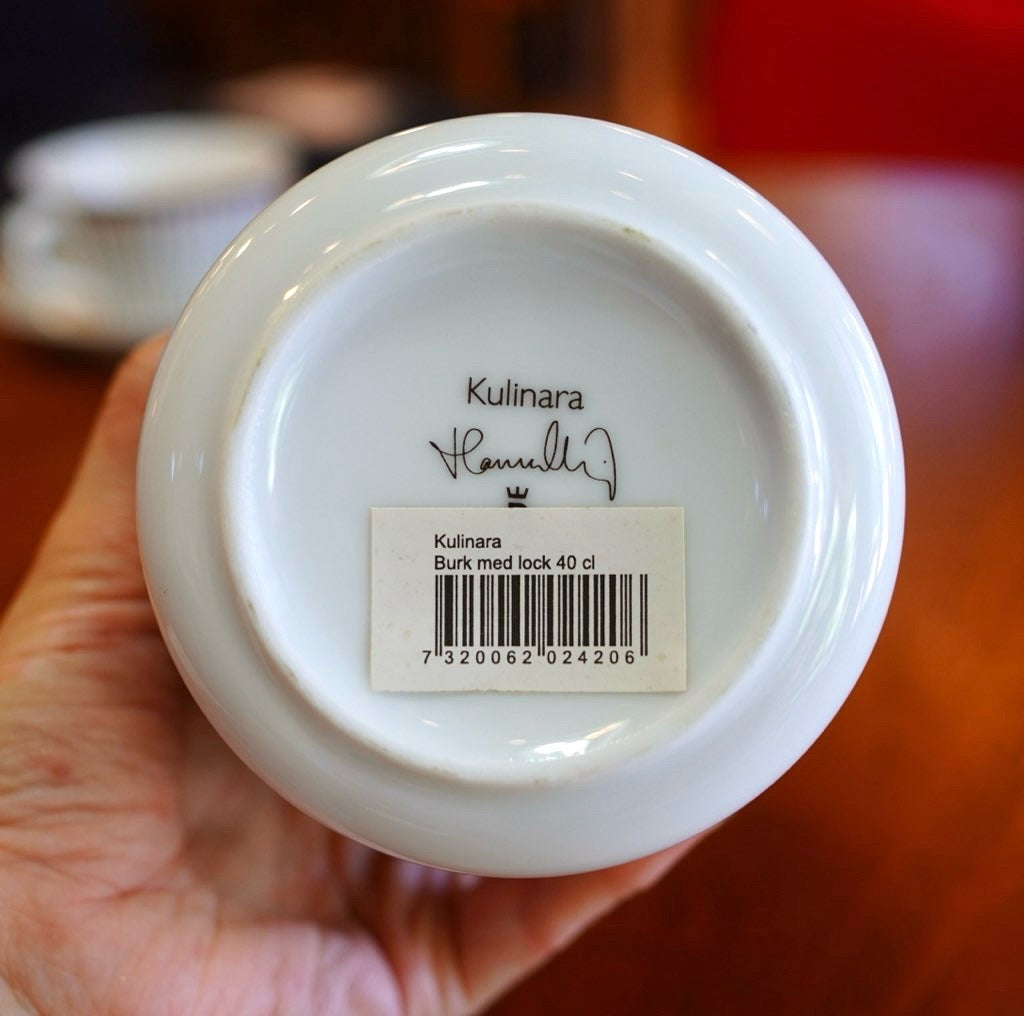 Kulinara
Kulinara
Burk med lock 40 cl
7 320062 024206